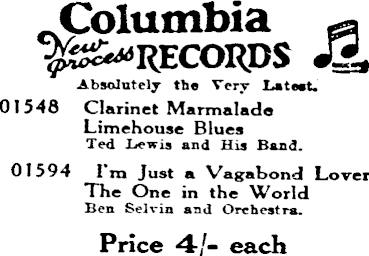 Columbia
New process RECORDS
Absolutely the Very Latest.
01548 Clarinet Marmalade
Limehouse Blues
Ted Lewis and His Band.
01594 I'm Just a Vagabond Lover
The One in the World
Ben Selvin and Orchestra.
Price 4/- each